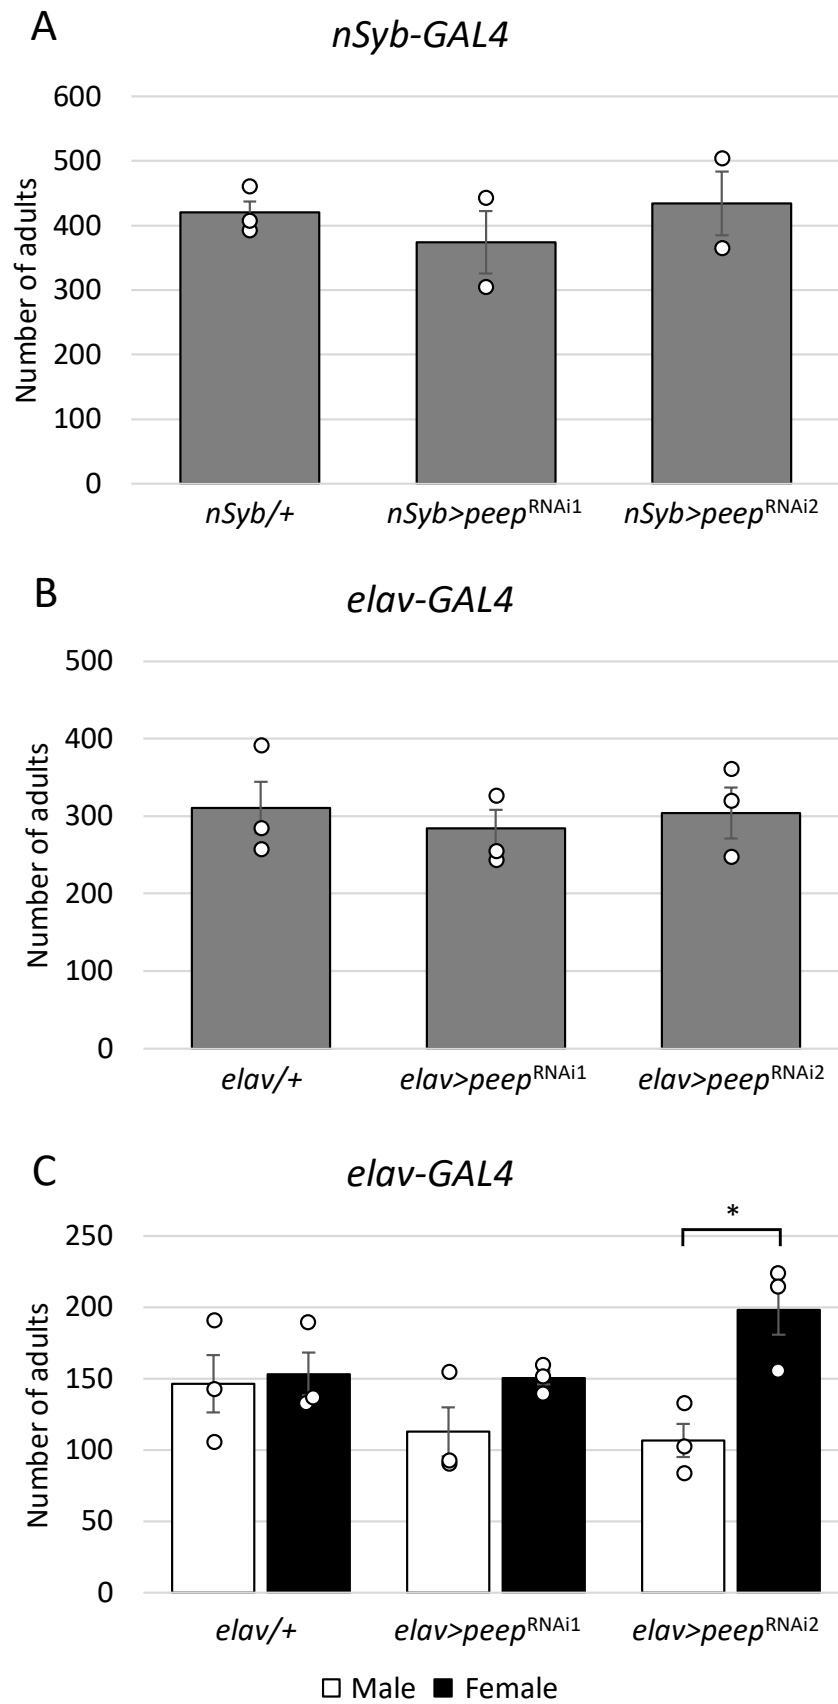 A
nSyb-GAL4
Number of adults
600
500
400
300
200
100
0
nSyb/+ nSyb>peepRNAi1 nSyb>peepRNAi2
B
elav-GAL4
Number of adults
500
400
300
200
100
0
elav/+ elav>peepRNAi1 elav>peepRNAi2
C
elav-GAL4
Number of adults
*
250
200
150
100
50
0
elav/+ elav>peepRNAi1 elav>peepRNAi2
Male Female